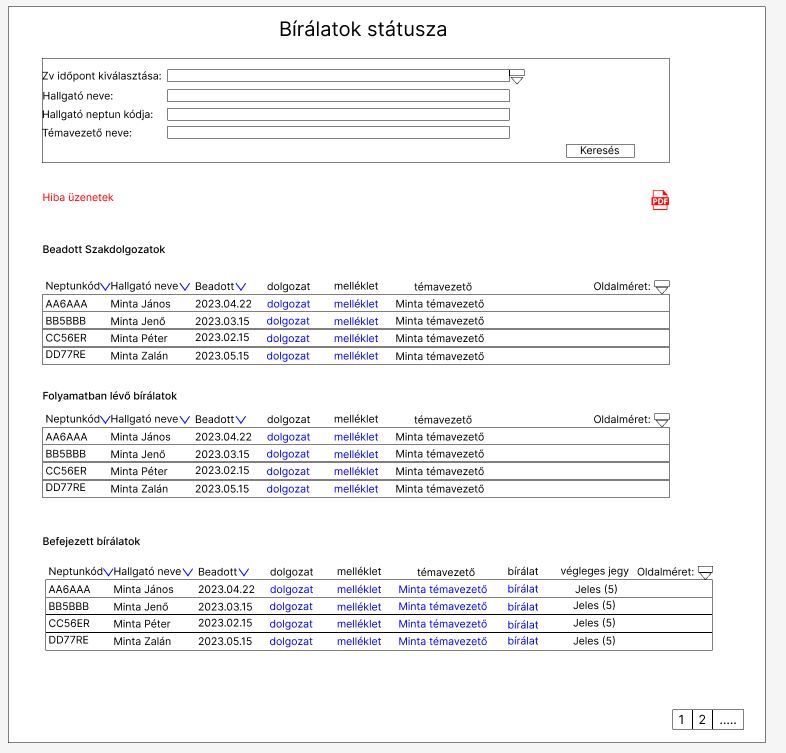 Bírálatok státusza
Zv időpont kiválasztása:
Hallgató neve:
Hallgató neptun kódja:
Témavezető neve:
Keresés
Hiba üzenetek
PDF
Beadott Szakdolgozatok
Neptunkód Hallgató neve Beadott dolgozat melléklet témavezető Oldalméret:
AA6AAA Minta János 2023.04.22 dolgozat melléklet Minta témavezető
BB5BBB Minta Jenő 2023.03.15 dolgozat melléklet Minta témavezető
CC56ER Minta Péter 2023.02.15 dolgozat melléklet Minta témavezető
DD77RE Minta Zalán 2023.05.15 dolgozat melléklet Minta témavezető
Folyamatban lévő bírálatok
Neptunkód Hallgató neve Beadott dolgozat melléklet témavezető Oldalméret:
AA6AAA Minta János 2023.04.22 dolgozat melléklet Minta témavezető
BB5BBB Minta Jenő 2023.03.15 dolgozat melléklet Minta témavezető
CC56ER Minta Péter 2023.02.15 dolgozat melléklet Minta témavezető
DD77RE Minta Zalán 2023.05.15 dolgozat melléklet Minta témavezető
Befejezett bírálatok
Neptunkód Hallgató neve Beadott dolgozat melléklet témavezető bírálat végleges jegy Oldalméret:
AA6AAA Minta János 2023.04.22 dolgozat melléklet Minta témavezető bírálat Jeles (5)
BB5BBB Minta Jenő 2023.03.15 dolgozat melléklet Minta témavezető bírálat Jeles (5)
CC56ER Minta Péter 2023.02.15 dolgozat melléklet Minta témavezető bírálat Jeles (5)
DD77RE Minta Zalán 2023.05.15 dolgozat melléklet Minta témavezető bírálat Jeles (5)
1 2 .....